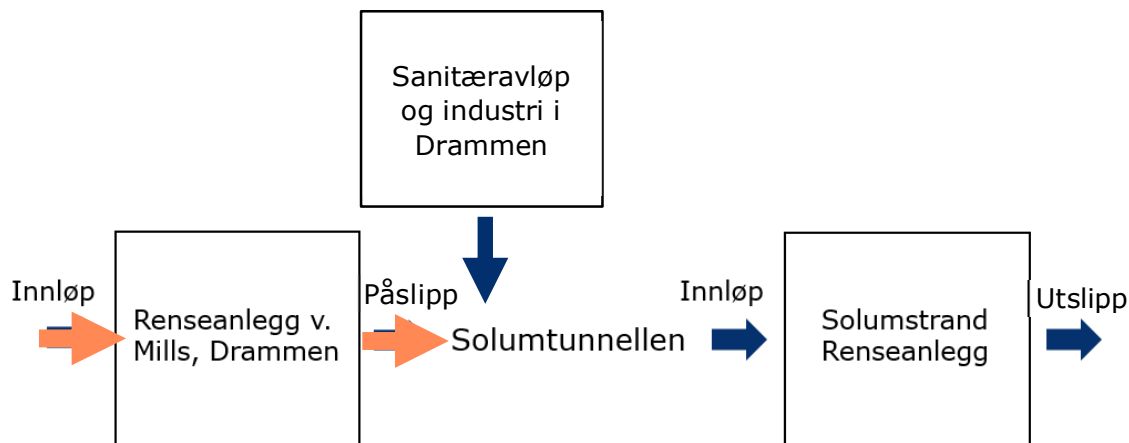 Sanitæravløp
og industri i
Drammen
Innløp
Renseanlegg v.
Mills, Drammen
Påslipp
Solumtunnellen
Innløp
Solumstrand
Renseanlegg
Utslipp